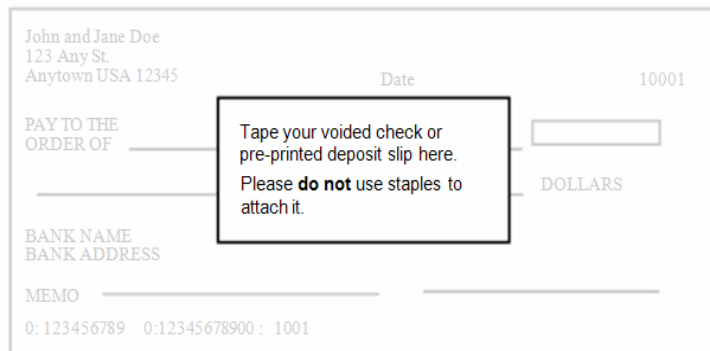 John and Jane Doe
123 Any St.
Anytown USA 12345
Date
10001
PAY TO THE
ORDER OF
Tape your voided check or
pre-printed deposit slip here.
Please do not use staples to
attach it.
DOLLARS
BANK NAME
BANK ADDRESS
MEMO
0: 123456789 0:12345678900 : 1001